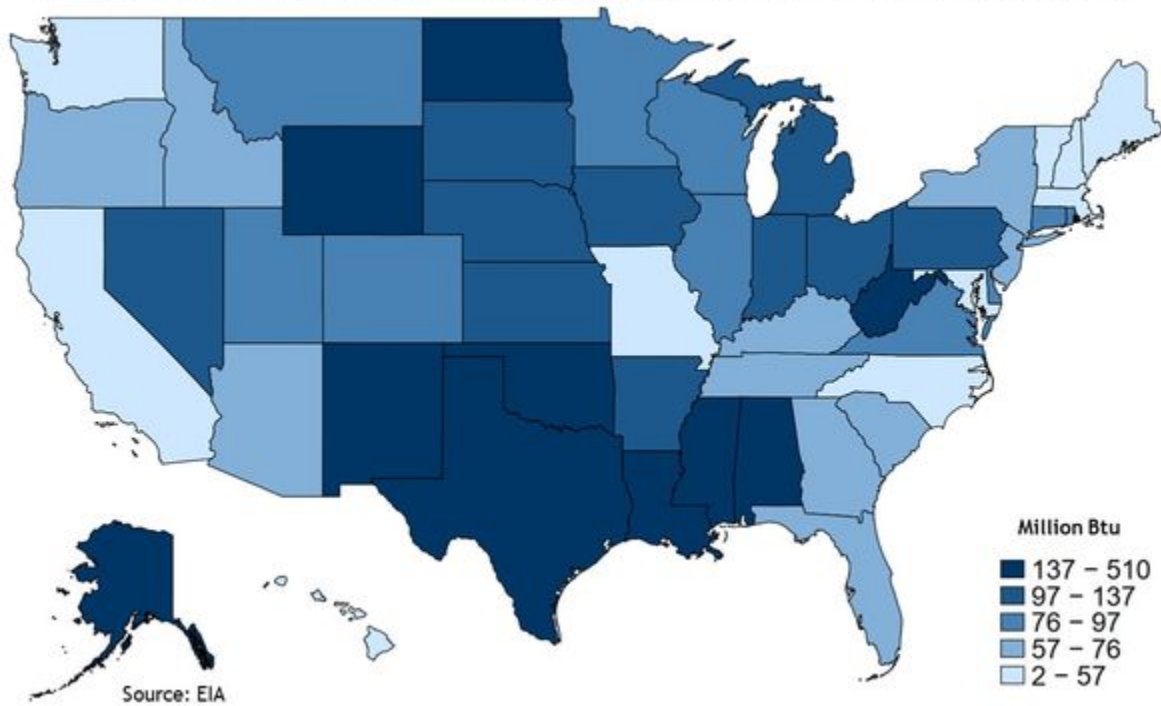 Million Btu
137 – 510
97 – 137
76 – 97
57 – 76
2 – 57
Source: EIA